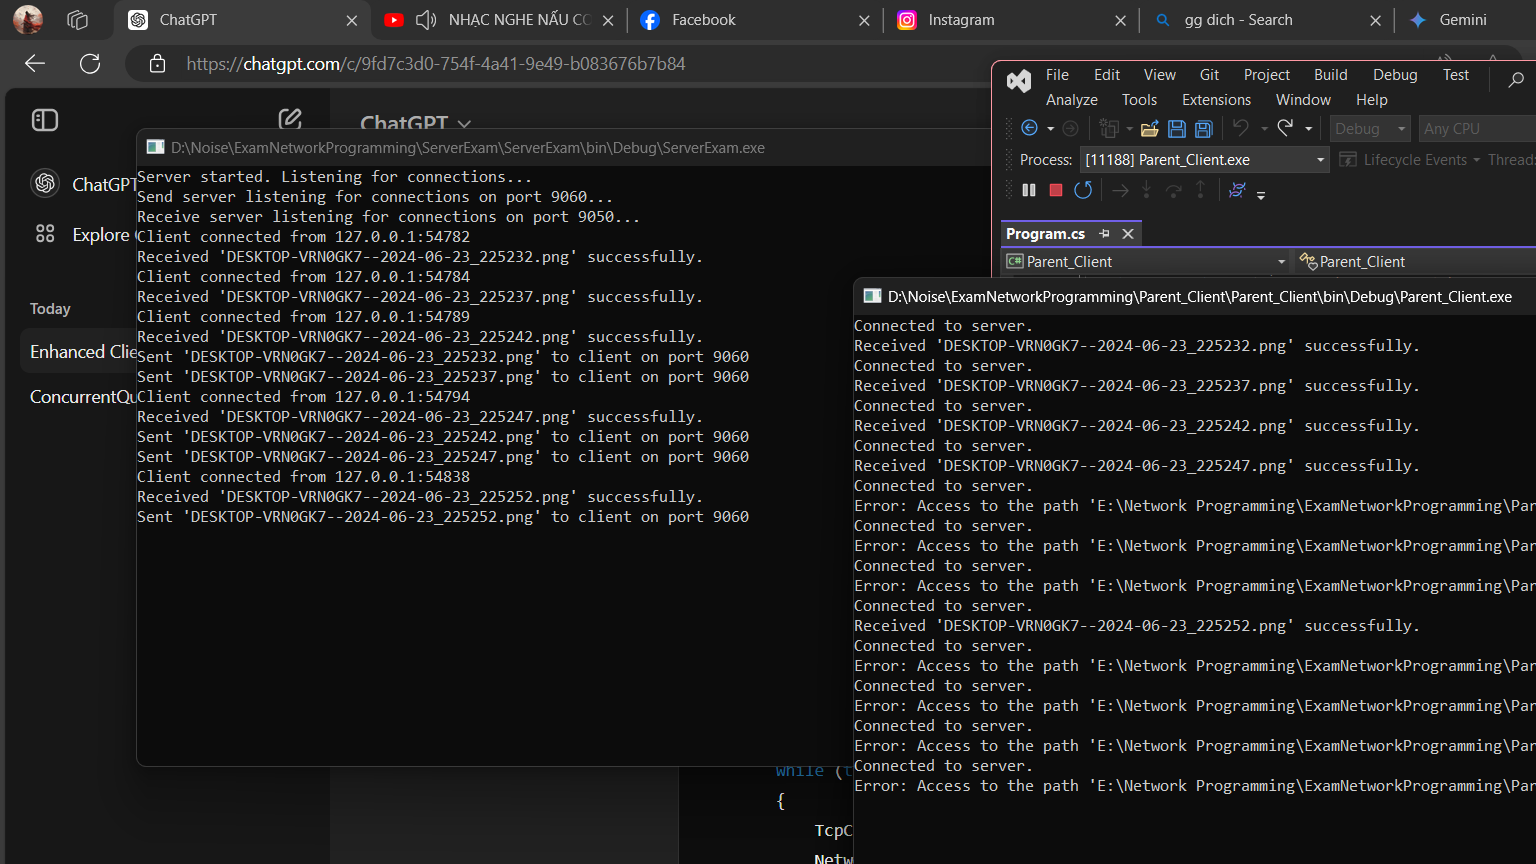 ChatGPT
NHẠC NGHE NẤU CƠ
Facebook
Instagram
gg dich - Search
Gemini
https://chatgpt.com/c/9fd7c3d0-754f-4a41-9e49-b083676b7b84
File Edit View Git Project Build Debug Test
Analyze Tools Extensions Window Help
Debug Any CPU
Process: [11188] Parent_Client.exe Lifecycle Events Thread:
Program.cs
C# Parent_Client Parent_Client
ChatGPT
ChatGPT
Explore
Today
Enhanced Clie
ConcurrentQu
D:\Noise\ExamNetworkProgramming\ServerExam\ServerExam\bin\Debug\ServerExam.exe
Server started. Listening for connections...
Send server listening for connections on port 9060...
Receive server listening for connections on port 9050...
Client connected from 127.0.0.1:54782
Received 'DESKTOP-VRN0GK7--2024-06-23_225232.png' successfully.
Client connected from 127.0.0.1:54784
Received 'DESKTOP-VRN0GK7--2024-06-23_225237.png' successfully.
Client connected from 127.0.0.1:54789
Received 'DESKTOP-VRN0GK7--2024-06-23_225242.png' successfully.
Sent 'DESKTOP-VRN0GK7--2024-06-23_225232.png' to client on port 9060
Sent 'DESKTOP-VRN0GK7--2024-06-23_225237.png' to client on port 9060
Client connected from 127.0.0.1:54794
Received 'DESKTOP-VRN0GK7--2024-06-23_225247.png' successfully.
Sent 'DESKTOP-VRN0GK7--2024-06-23_225242.png' to client on port 9060
Sent 'DESKTOP-VRN0GK7--2024-06-23_225247.png' to client on port 9060
Client connected from 127.0.0.1:54838
Received 'DESKTOP-VRN0GK7--2024-06-23_225252.png' successfully.
Sent 'DESKTOP-VRN0GK7--2024-06-23_225252.png' to client on port 9060
D:\Noise\ExamNetworkProgramming\Parent_Client\Parent_Client\bin\Debug\Parent_Client.exe
Connected to server.
Received 'DESKTOP-VRN0GK7--2024-06-23_225232.png' successfully.
Connected to server.
Received 'DESKTOP-VRN0GK7--2024-06-23_225237.png' successfully.
Connected to server.
Received 'DESKTOP-VRN0GK7--2024-06-23_225242.png' successfully.
Connected to server.
Received 'DESKTOP-VRN0GK7--2024-06-23_225247.png' successfully.
Connected to server.
Error: Access to the path 'E:\Network Programming\ExamNetworkProgramming\Par
Connected to server.
Error: Access to the path 'E:\Network Programming\ExamNetworkProgramming\Par
Connected to server.
Error: Access to the path 'E:\Network Programming\ExamNetworkProgramming\Par
Connected to server.
Received 'DESKTOP-VRN0GK7--2024-06-23_225252.png' successfully.
Connected to server.
Error: Access to the path 'E:\Network Programming\ExamNetworkProgramming\Par
Connected to server.
Error: Access to the path 'E:\Network Programming\ExamNetworkProgramming\Par
Connected to server.
Error: Access to the path 'E:\Network Programming\ExamNetworkProgramming\Par
Connected to server.
Error: Access to the path 'E:\Network Programming\ExamNetworkProgramming\Par
while (t
{
TcpC
Netw